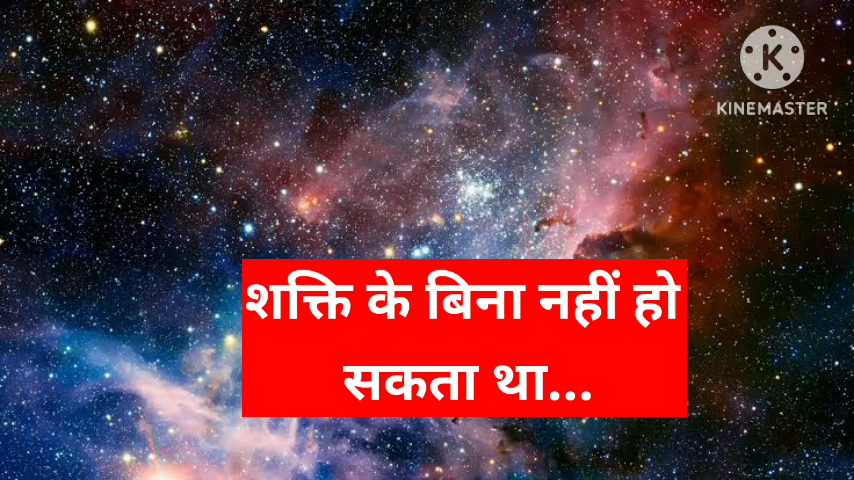 KINEMASTER
शक्ति के बिना नहीं हो
सकता था...